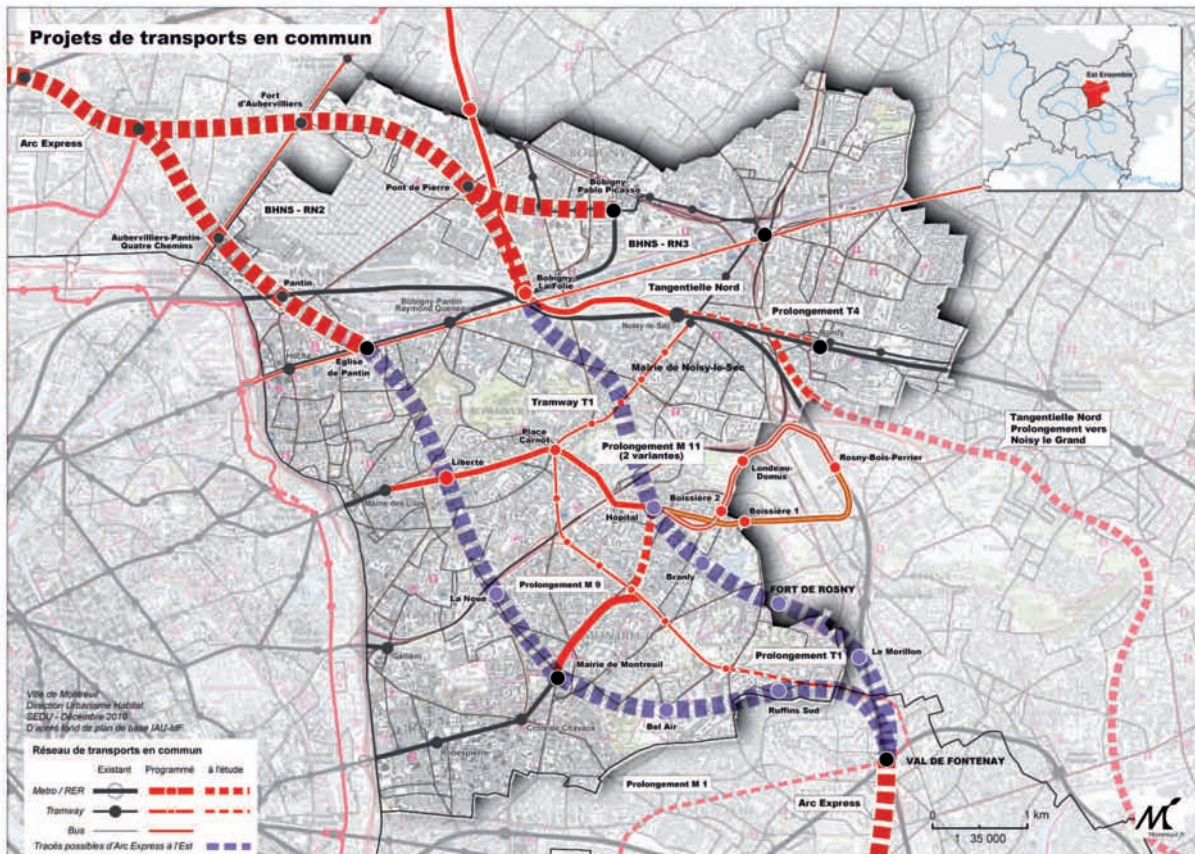 Projets de transports en commun
Est Ensemble
Fort
d'Aubervilliers
Arc Express
Pont de Pierre
Bobigny-
Pablo Picasso
BHNS - RN2
BHNS - RN3
Aubervilliers-Pantin-
Quatre Chemins
Pantin
Bobigny-
La Folie
Tangentielle Nord
Bobigny-Pantin
Raymond Queneau
Noisy-le-Sec
Prolongement T4
Bondy
Hoche
Eglise
de Pantin
Mairie de Noisy-le-Sec
Tramway T1
Tangentielle Nord
Prolongement vers
Noisy le Grand
Place
Carnot
Prolongement M 11
(2 variantes)
Liberté
Londeau-
Domus
Rosny-Bois-Perrier
Mairie des Lilas
Boissière 2
Boissière 1
Hôpital
Prolongement M 9
Branly
La Noue
FORT DE ROSNY
Gallieni
Mairie de Montreuil
Prolongement T1
Le Morillon
Ruffins Sud
Bel Air
Croix de Chavaux
Robespierre
VAL DE FONTENAY
Prolongement M 1
Arc Express
Ville de Montreuil
Direction Urbanisme Habitat
SEDU - Décembre 2010
D'après fond de plan de base IAU-IdF
Réseau de transports en commun
Existant Programmé à l'étude
Metro / RER
Tramway
Bus
Tracés possibles d'Arc Express à l'Est
0 1 km
1 : 35 000
Montreuil.fr